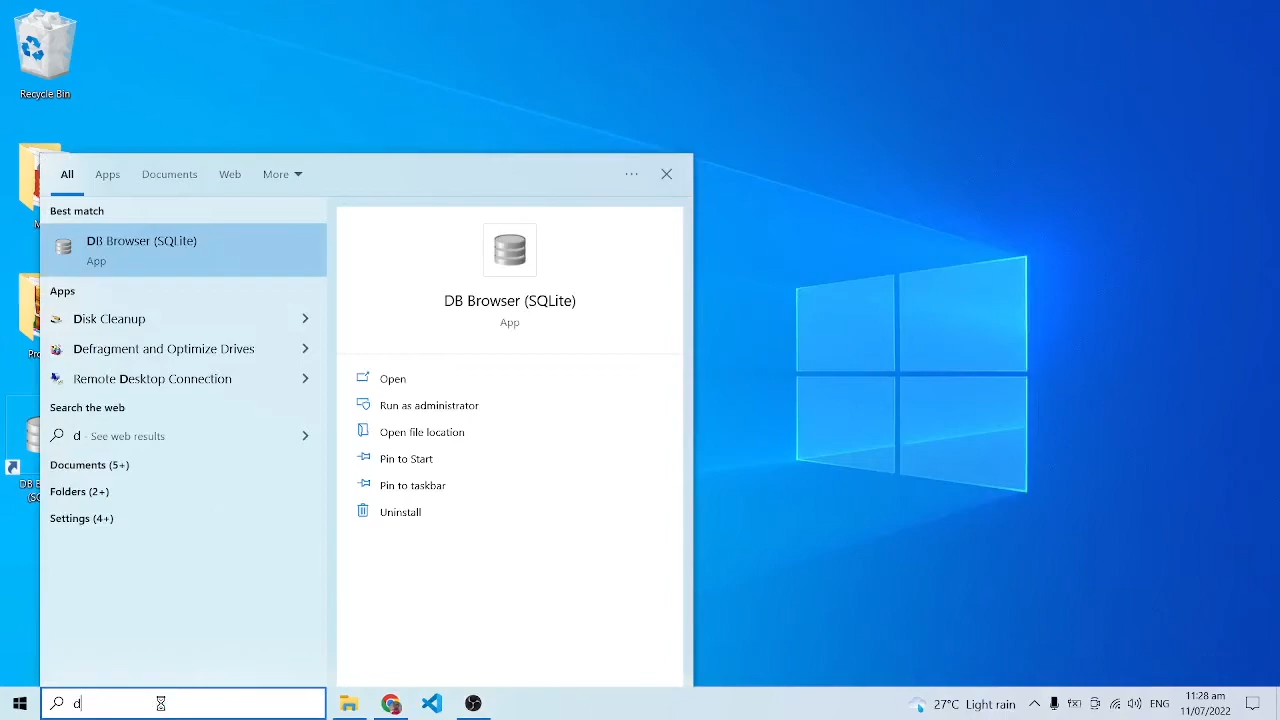 Recycle Bin
All
Apps
Documents
Web
More
...
Best match
DB Browser (SQLite)
App
Apps
Disk Cleanup
Defragment and Optimize Drives
Remote Desktop Connection
Search the web
d - See web results
Documents (5+)
Folders (2+)
Settings (4+)
DB Browser (SQLite)
App
Open
Run as administrator
Open file location
Pin to Start
Pin to taskbar
Uninstall
DB B
(SQ
d
27°C Light rain
ENG
11:28 am
11/07/2022